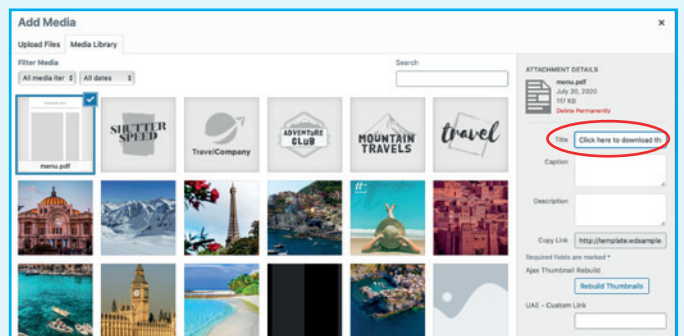 Add Media
×
Upload Files Media Library
Filter Media
All media iter All dates
Search
menu.pdf
SHUTTER
SPEED
TravelCompany
ADVENTURE
CLUB
MOUNTAIN
TRAVELS
travel
ATTACHMENT DETAILS
menu.pdf
July 20, 2020
117 KB
Delete Permanently
Title Click here to download th
Caption
Description
Copy Link http://template.wdsample
Required fields are marked *
Ajax Thumbnail Rebuild
Rebuild Thumbnails
UAE - Custom Link